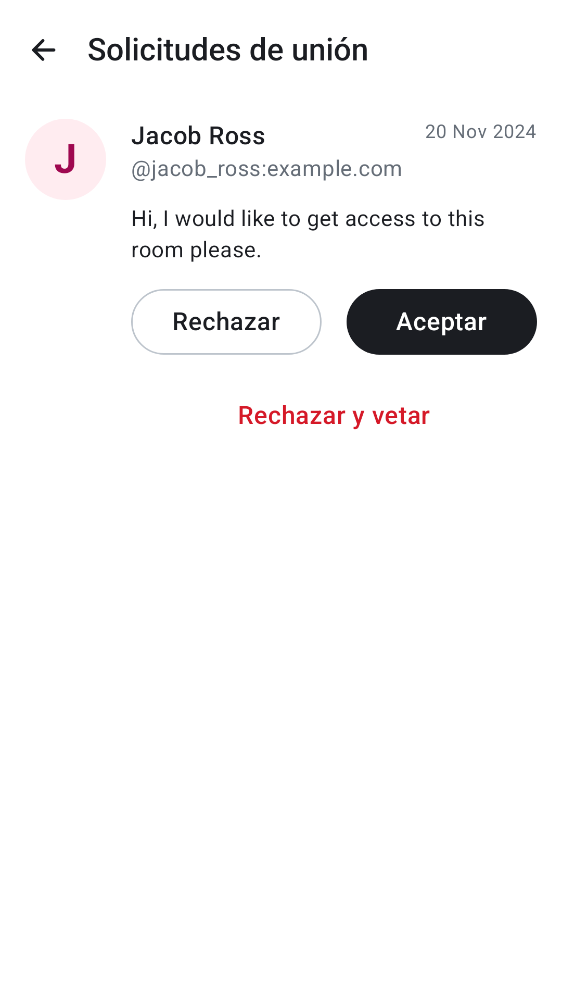 Solicitudes de unión
J
Jacob Ross
20 Nov 2024
@jacob_ross:example.com
Hi, I would like to get access to this
room please.
Rechazar
Aceptar
Rechazar y vetar